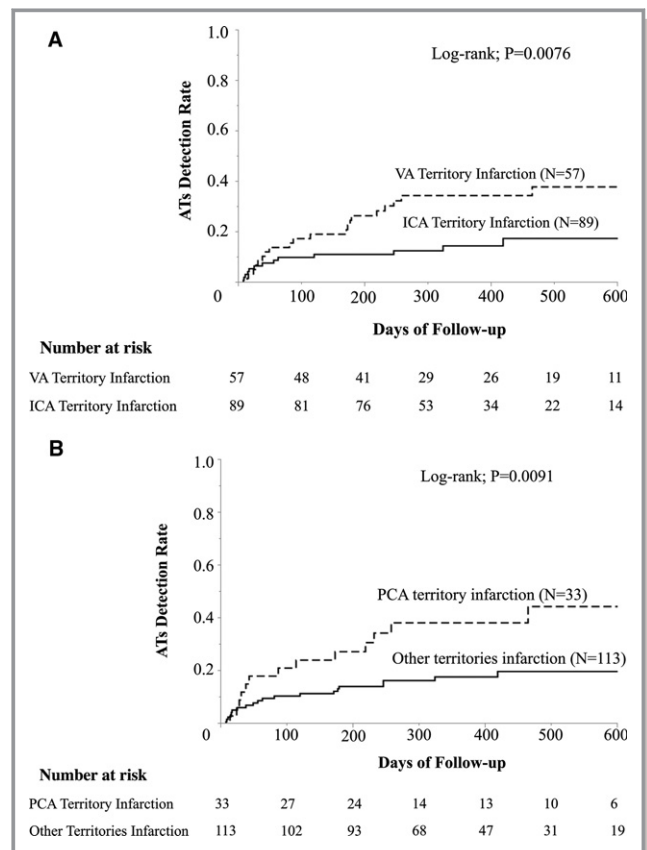 A
Log-rank; P=0.0076
1.0
0.8
0.6
0.4
0.2
ATs Detection Rate
VA Territory Infarction (N=57)
ICA Territory Infarction (N=89)
0 100 200 300 400 500 600
Days of Follow-up
Number at risk
VA Territory Infarction 57 48 41 29 26 19 11
ICA Territory Infarction 89 81 76 53 34 22 14
B
Log-rank; P=0.0091
1.0
0.8
0.6
0.4
0.2
ATs Detection Rate
PCA territory infarction (N=33)
Other territories infarction (N=113)
0 100 200 300 400 500 600
Days of Follow-up
Number at risk
PCA Territory Infarction 33 27 24 14 13 10 6
Other Territories Infarction 113 102 93 68 47 31 19